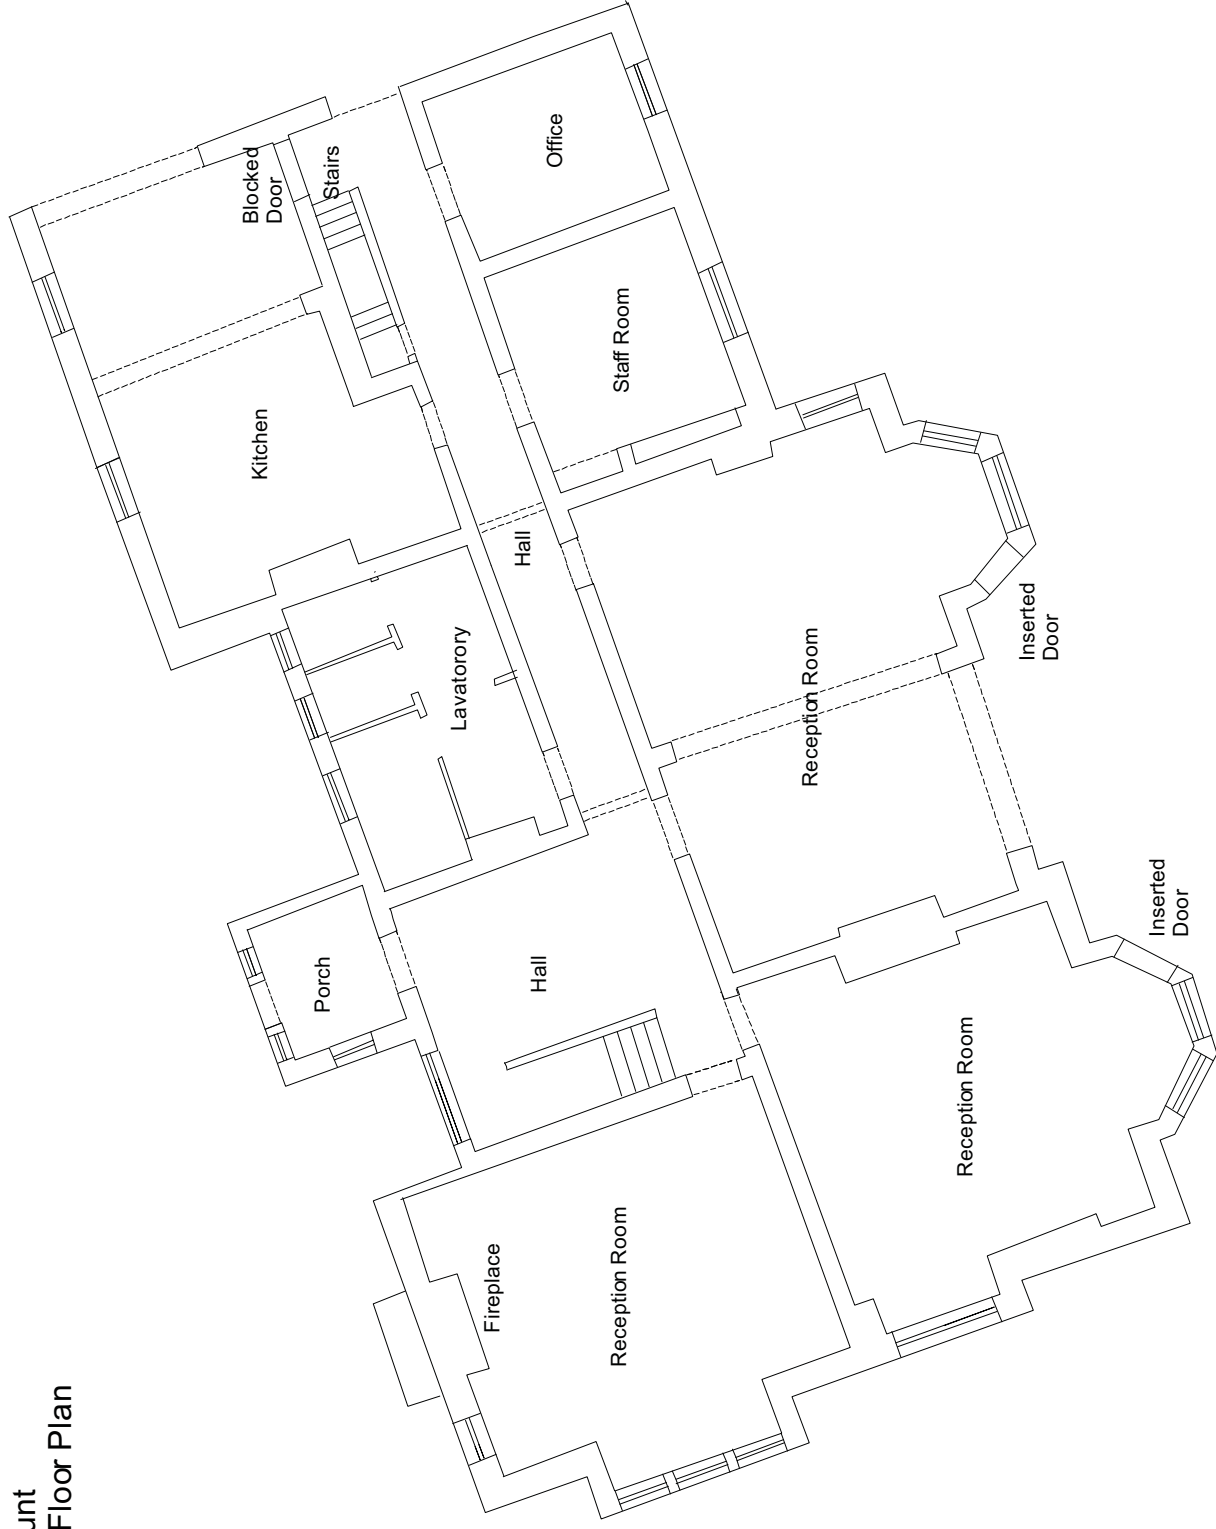 unt
Floor Plan
Blocked
Door
Kitchen
Porch
Stairs
Lavatorory
Fireplace
Hall
Hall
Office
Reception Room
Staff Room
Reception Room
Reception Room
Inserted
Door
Inserted
Door